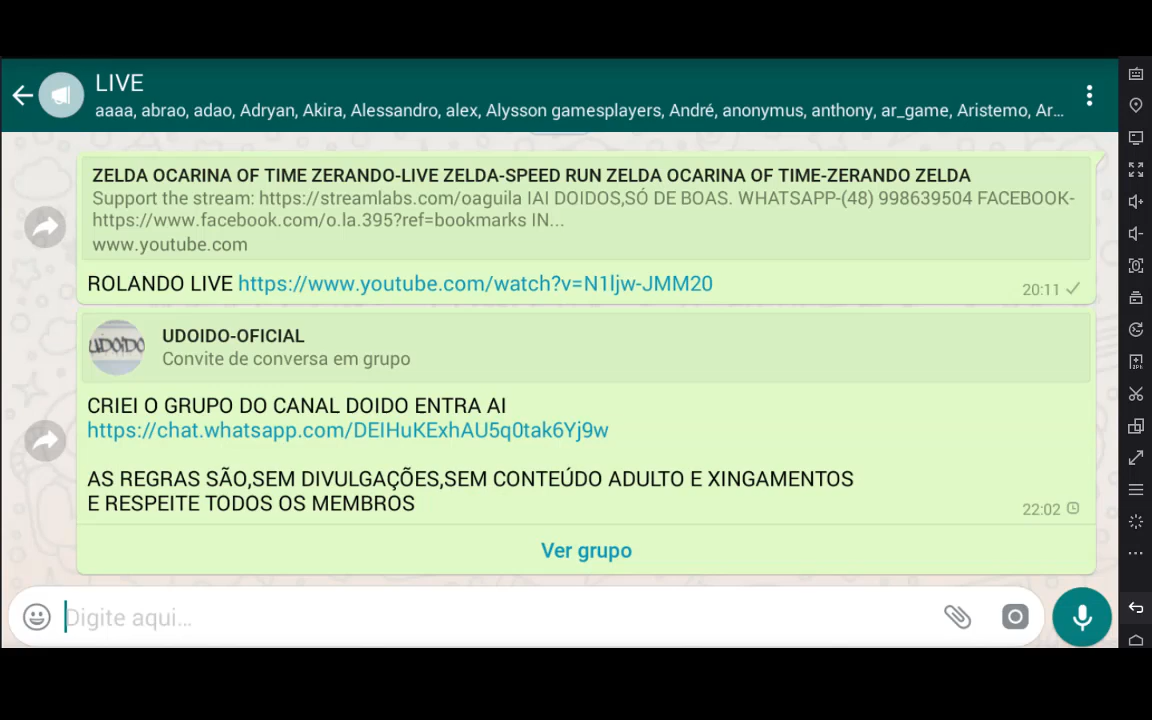 LIVE
aaaa, abrao, adao, Adryan, Akira, Alessandro, alex, Alysson gamesplayers, André, anonymus, anthony, ar_game, Aristemo, Ar...
ZELDA OCARINA OF TIME ZERANDO-LIVE ZELDA-SPEED RUN ZELDA OCARINA OF TIME-ZERANDO ZELDA
Support the stream: https://streamlabs.com/oaguila IAI DOIDOS,SÓ DE BOAS. WHATSAPP-(48) 998639504 FACEBOOK-
https://www.facebook.com/o.la.395?ref=bookmarks IN...
www.youtube.com
ROLANDO LIVE https://www.youtube.com/watch?v=N1ljw-JMM20
20:11
UDOIDO
UDOIDO-OFICIAL
Convite de conversa em grupo
CRIEI O GRUPO DO CANAL DOIDO ENTRA AI
https://chat.whatsapp.com/DEIHuKExhAU5q0tak6Yj9w
AS REGRAS SÃO,SEM DIVULGAÇÕES,SEM CONTEÚDO ADULTO E XINGAMENTOS
E RESPEITE TODOS OS MEMBROS
22:02
Ver grupo
Digite aqui...